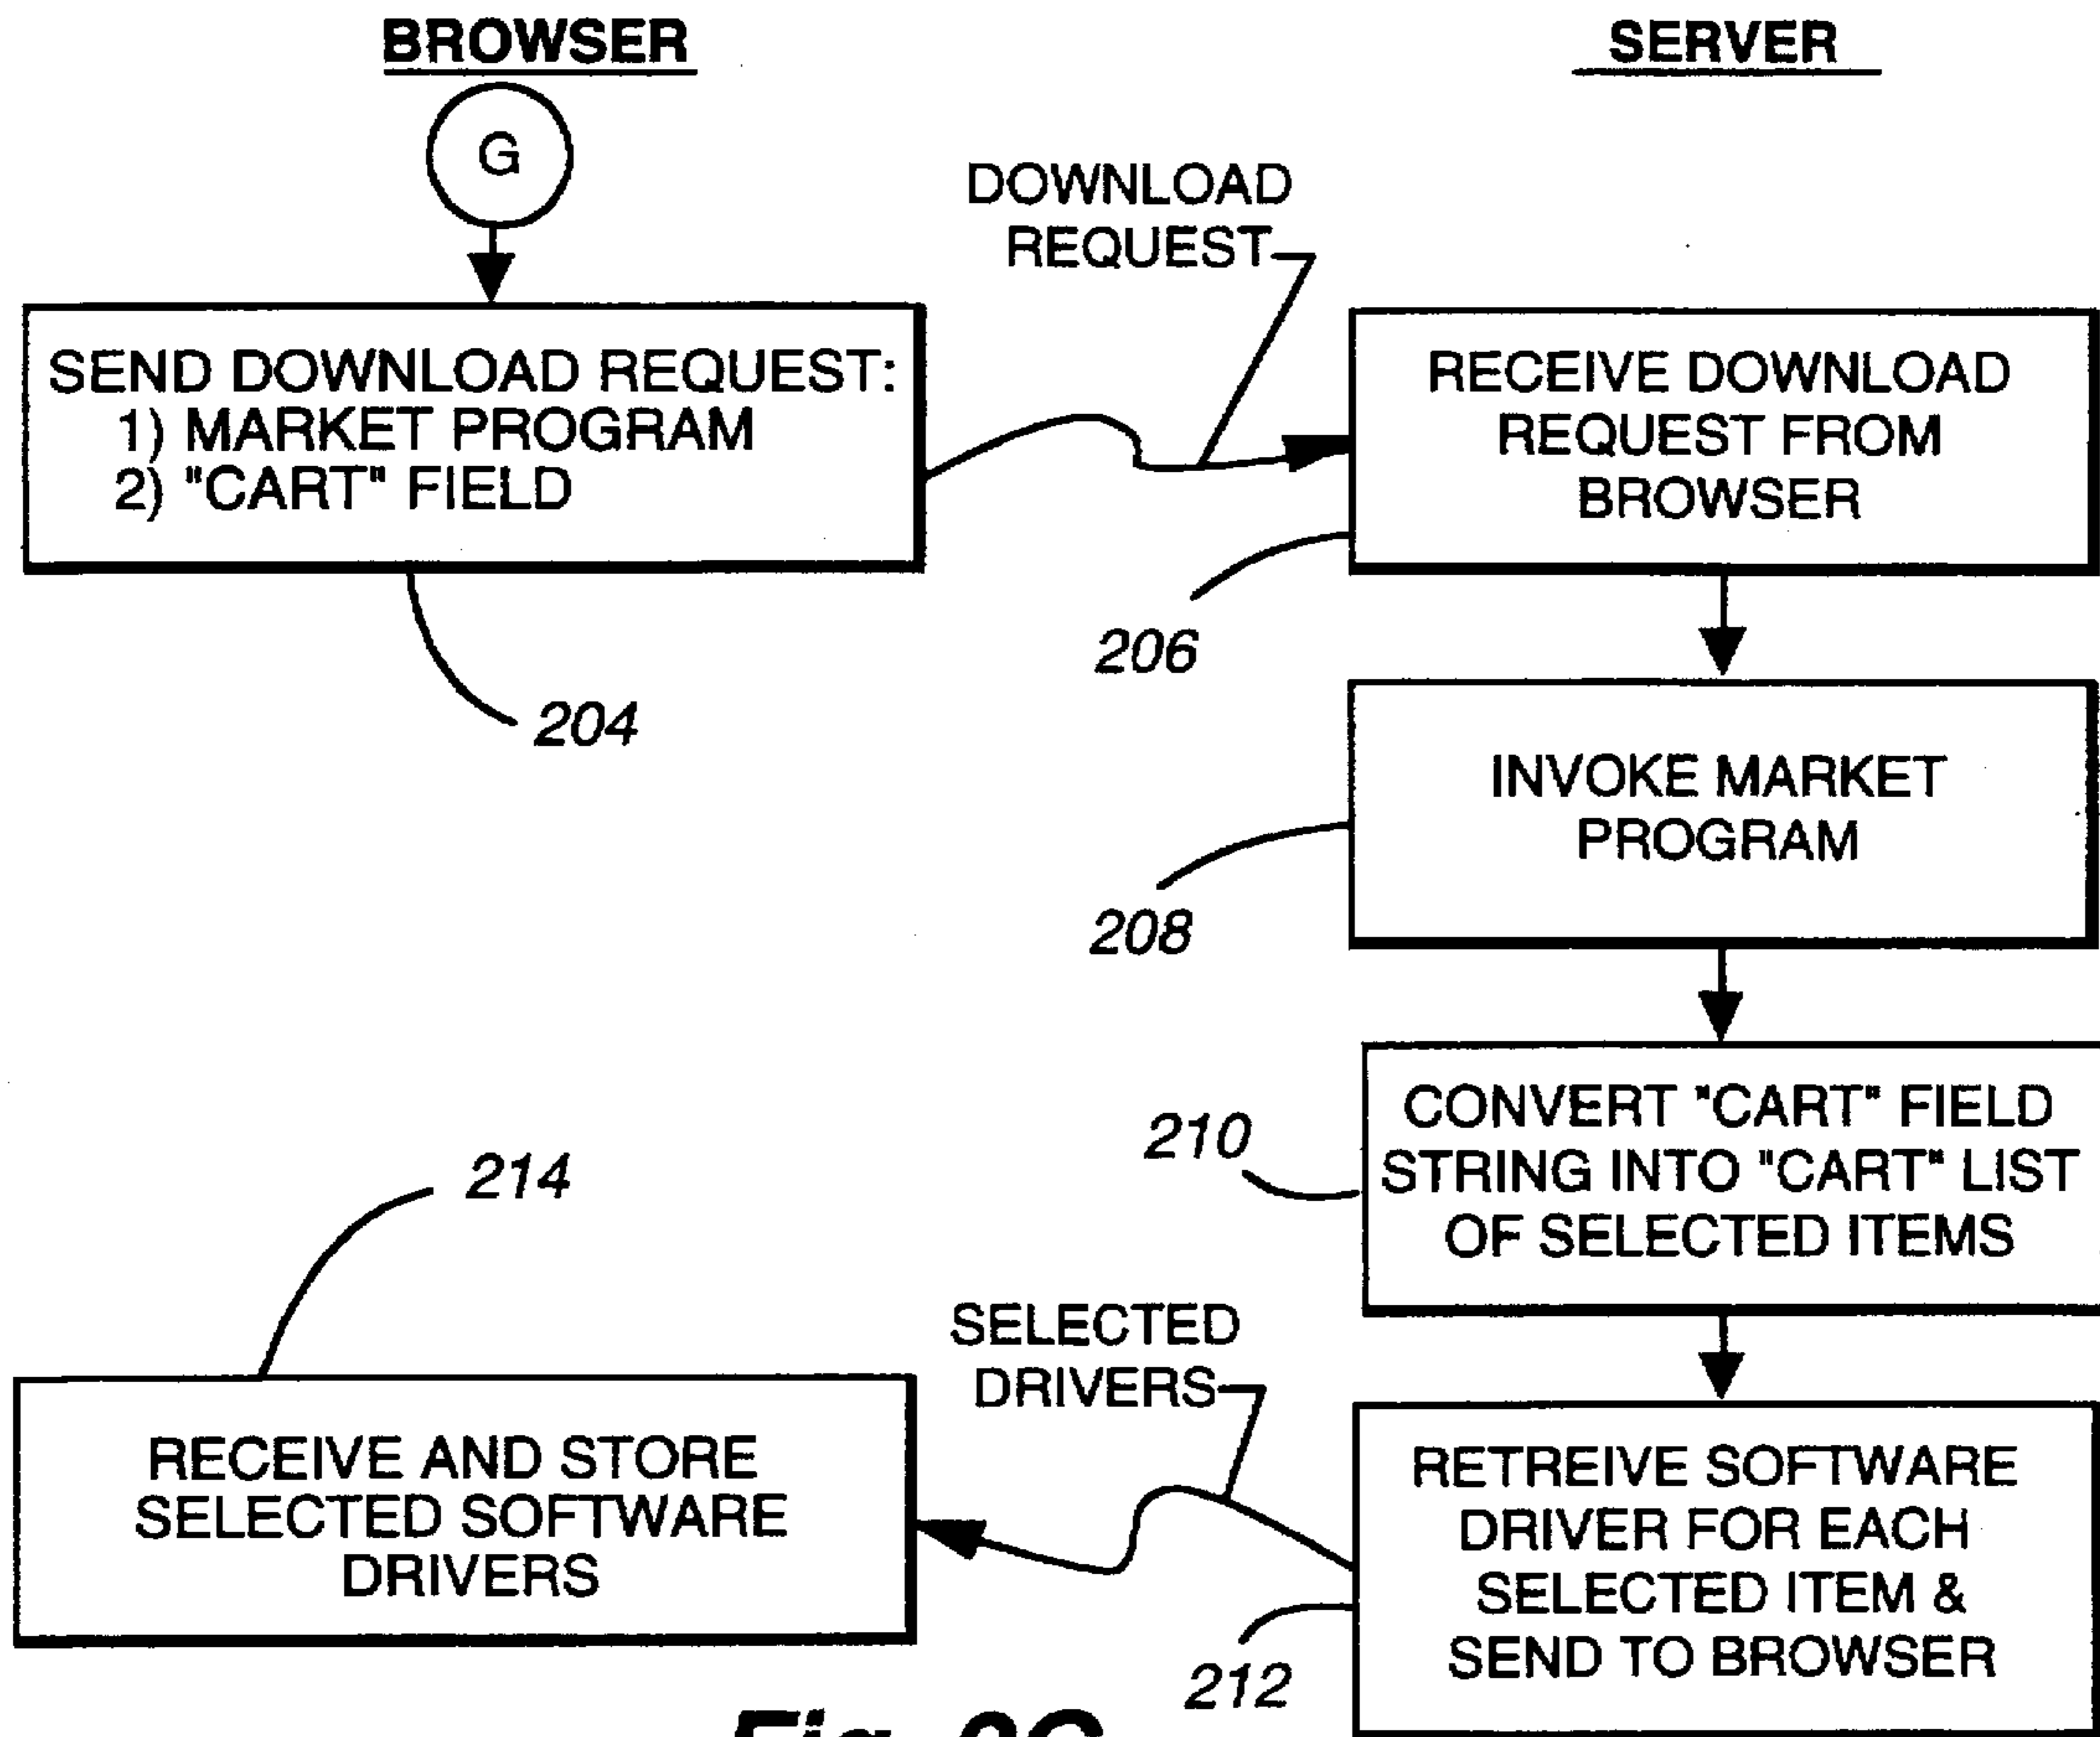 BROWSER
SERVER
G
DOWNLOAD
REQUEST
SEND DOWNLOAD REQUEST:
1) MARKET PROGRAM
2) "CART" FIELD
RECEIVE DOWNLOAD
REQUEST FROM
BROWSER
206
204
INVOKE MARKET
PROGRAM
208
CONVERT "CART" FIELD
STRING INTO "CART" LIST
OF SELECTED ITEMS
210
214
SELECTED
DRIVERS
RECEIVE AND STORE
SELECTED SOFTWARE
DRIVERS
RETREIVE SOFTWARE
DRIVER FOR EACH
SELECTED ITEM &
SEND TO BROWSER
212